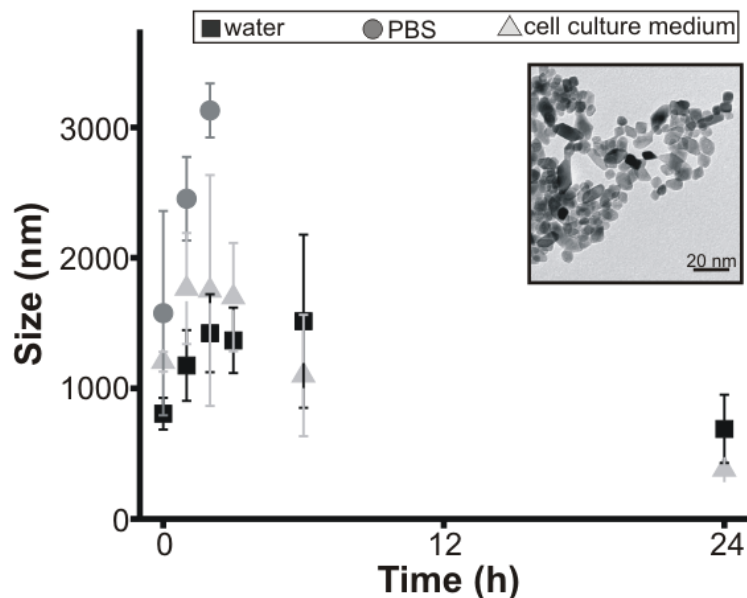 water PBS cell culture medium
3000
2000
1000
0
Size (nm)
20 nm
0 12 24
Time (h)